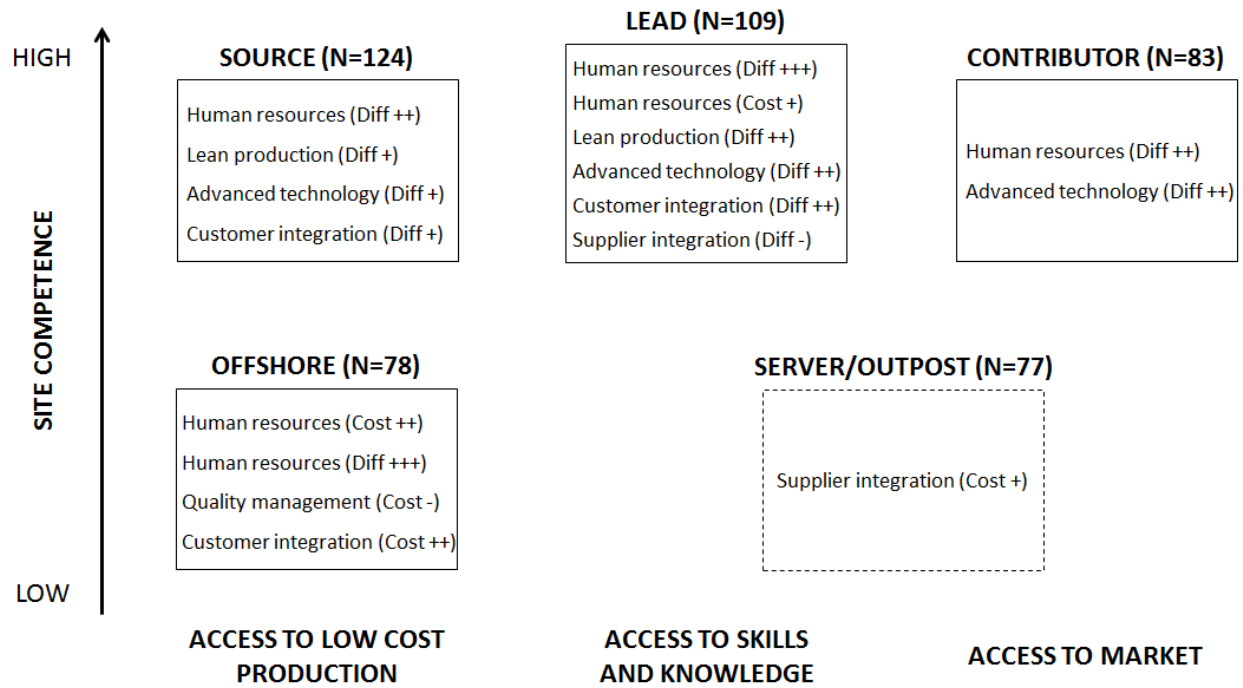 LEAD (N=109)
HIGH
SOURCE (N=124)
CONTRIBUTOR (N=83)
Human resources (Diff ++)
Lean production (Diff +)
Advanced technology (Diff +)
Customer integration (Diff +)
Human resources (Diff +++)
Human resources (Cost +)
Lean production (Diff ++)
Advanced technology (Diff ++)
Customer integration (Diff ++)
Supplier integration (Diff -)
Human resources (Diff ++)
Advanced technology (Diff ++)
SITE COMPETENCE
OFFSHORE (N=78)
SERVER/OUTPOST (N=77)
Human resources (Cost ++)
Human resources (Diff +++)
Quality management (Cost -)
Customer integration (Cost ++)
Supplier integration (Cost +)
LOW
ACCESS TO LOW COST
PRODUCTION
ACCESS TO SKILLS
AND KNOWLEDGE
ACCESS TO MARKET